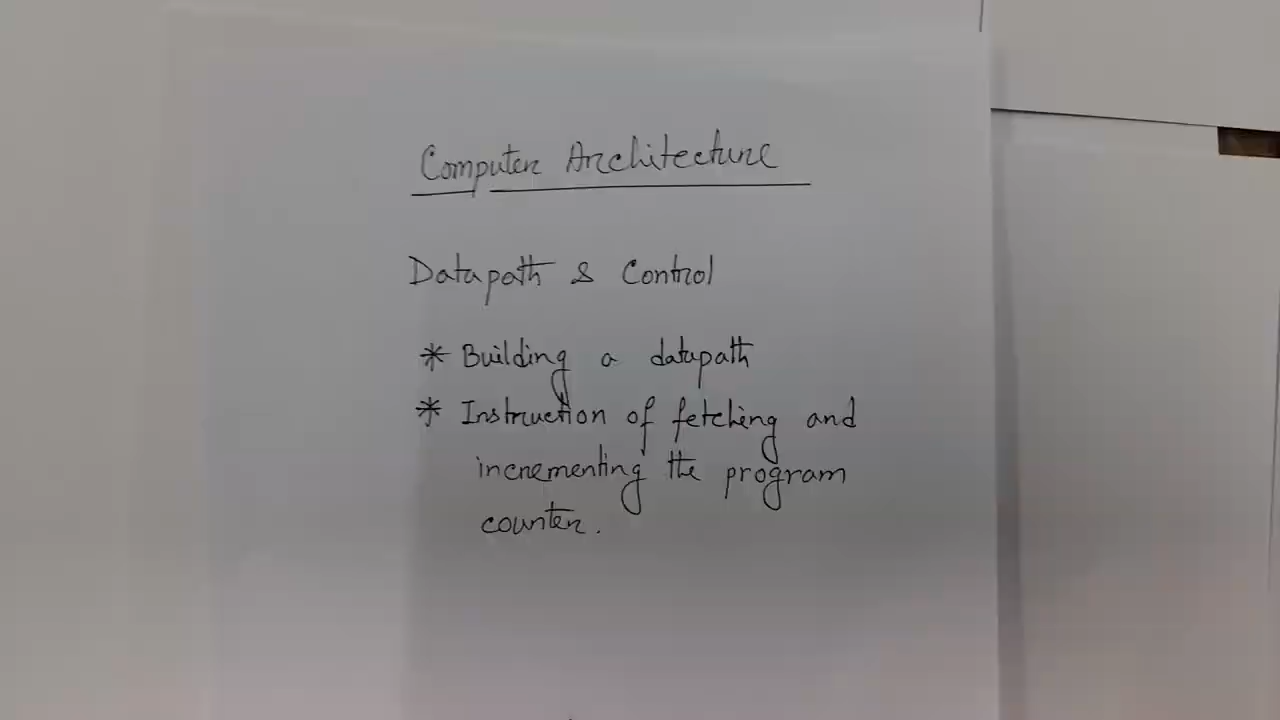 Computer Architecture
Datapath & Control
* Building a datapath
* Instruction of fetching and
incrementing the program
counter.